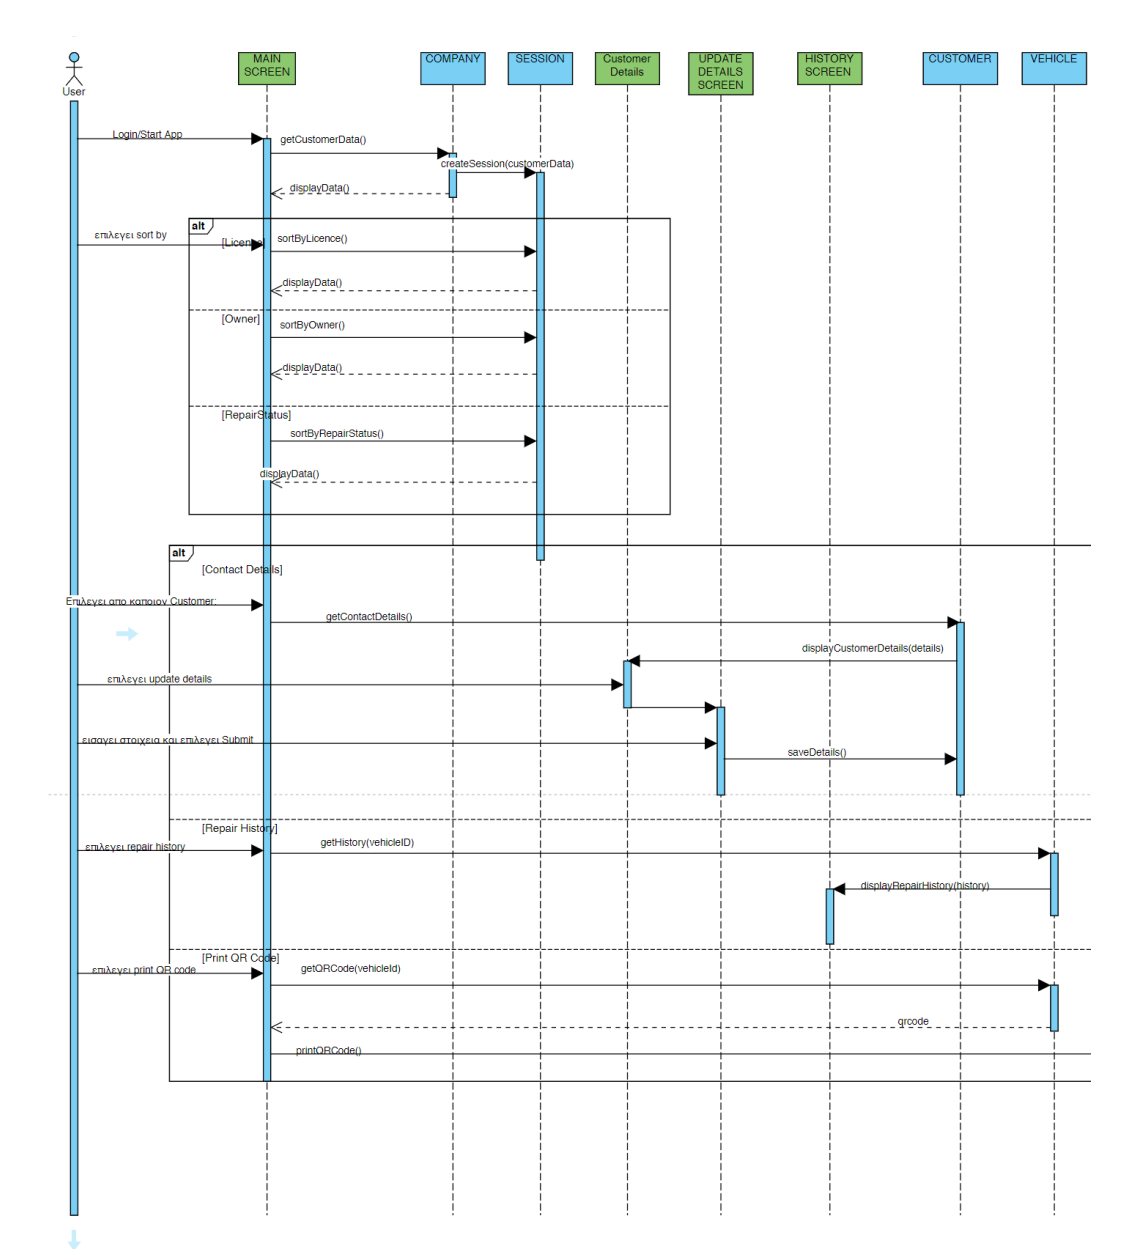 MAIN
SCREEN
COMPANY
SESSION
Customer
Details
UPDATE
DETAILS
SCREEN
HISTORY
SCREEN
CUSTOMER
VEHICLE
User
Login/Start App
getCustomerData()
createSession(customerData)
displayData()
alt
επιλεγει sort by
[License]
sortByLicence()
displayData()
[Owner]
sortByOwner()
displayData()
[RepairStatus]
sortByRepairStatus()
displayData()
alt
[Contact Details]
Επιλεγει απο καποιον Customer:
getContactDetails()
displayCustomerDetails(details)
επιλεγει update details
εισαγει στοιχεια και επιλεγει Submit
saveDetails()
[Repair History]
επιλεγει repair history
getHistory(vehicleID)
displayRepairHistory(history)
[Print QR Code]
επιλεγει print QR code
getQRCode(vehicleId)
qrcode
printQRCode()